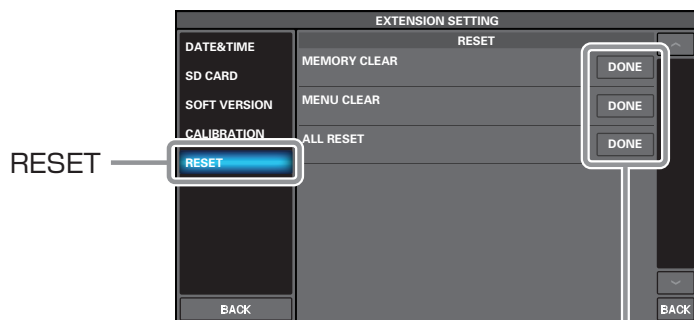 EXTENSION SETTING
DATE&TIME
SD CARD
SOFT VERSION
CALIBRATION
RESET
BACK
RESET
MEMORY CLEAR DONE
MENU CLEAR DONE
ALL RESET DONE
BACK
RESET